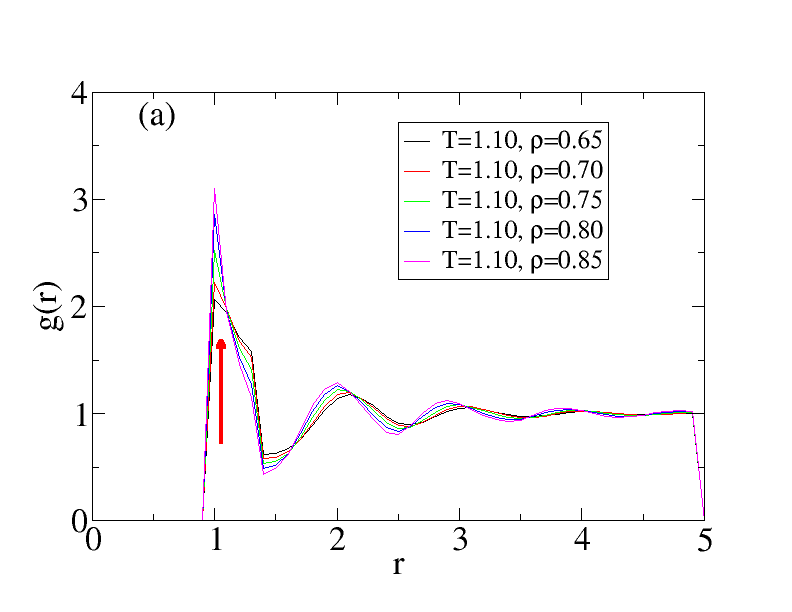 4
(a)
T=1.10, ρ=0.65
T=1.10, ρ=0.70
3
T=1.10, ρ=0.75
T=1.10, ρ=0.80
T=1.10, ρ=0.85
g(r)
2
1
0
0 1 2 3 4 5
r